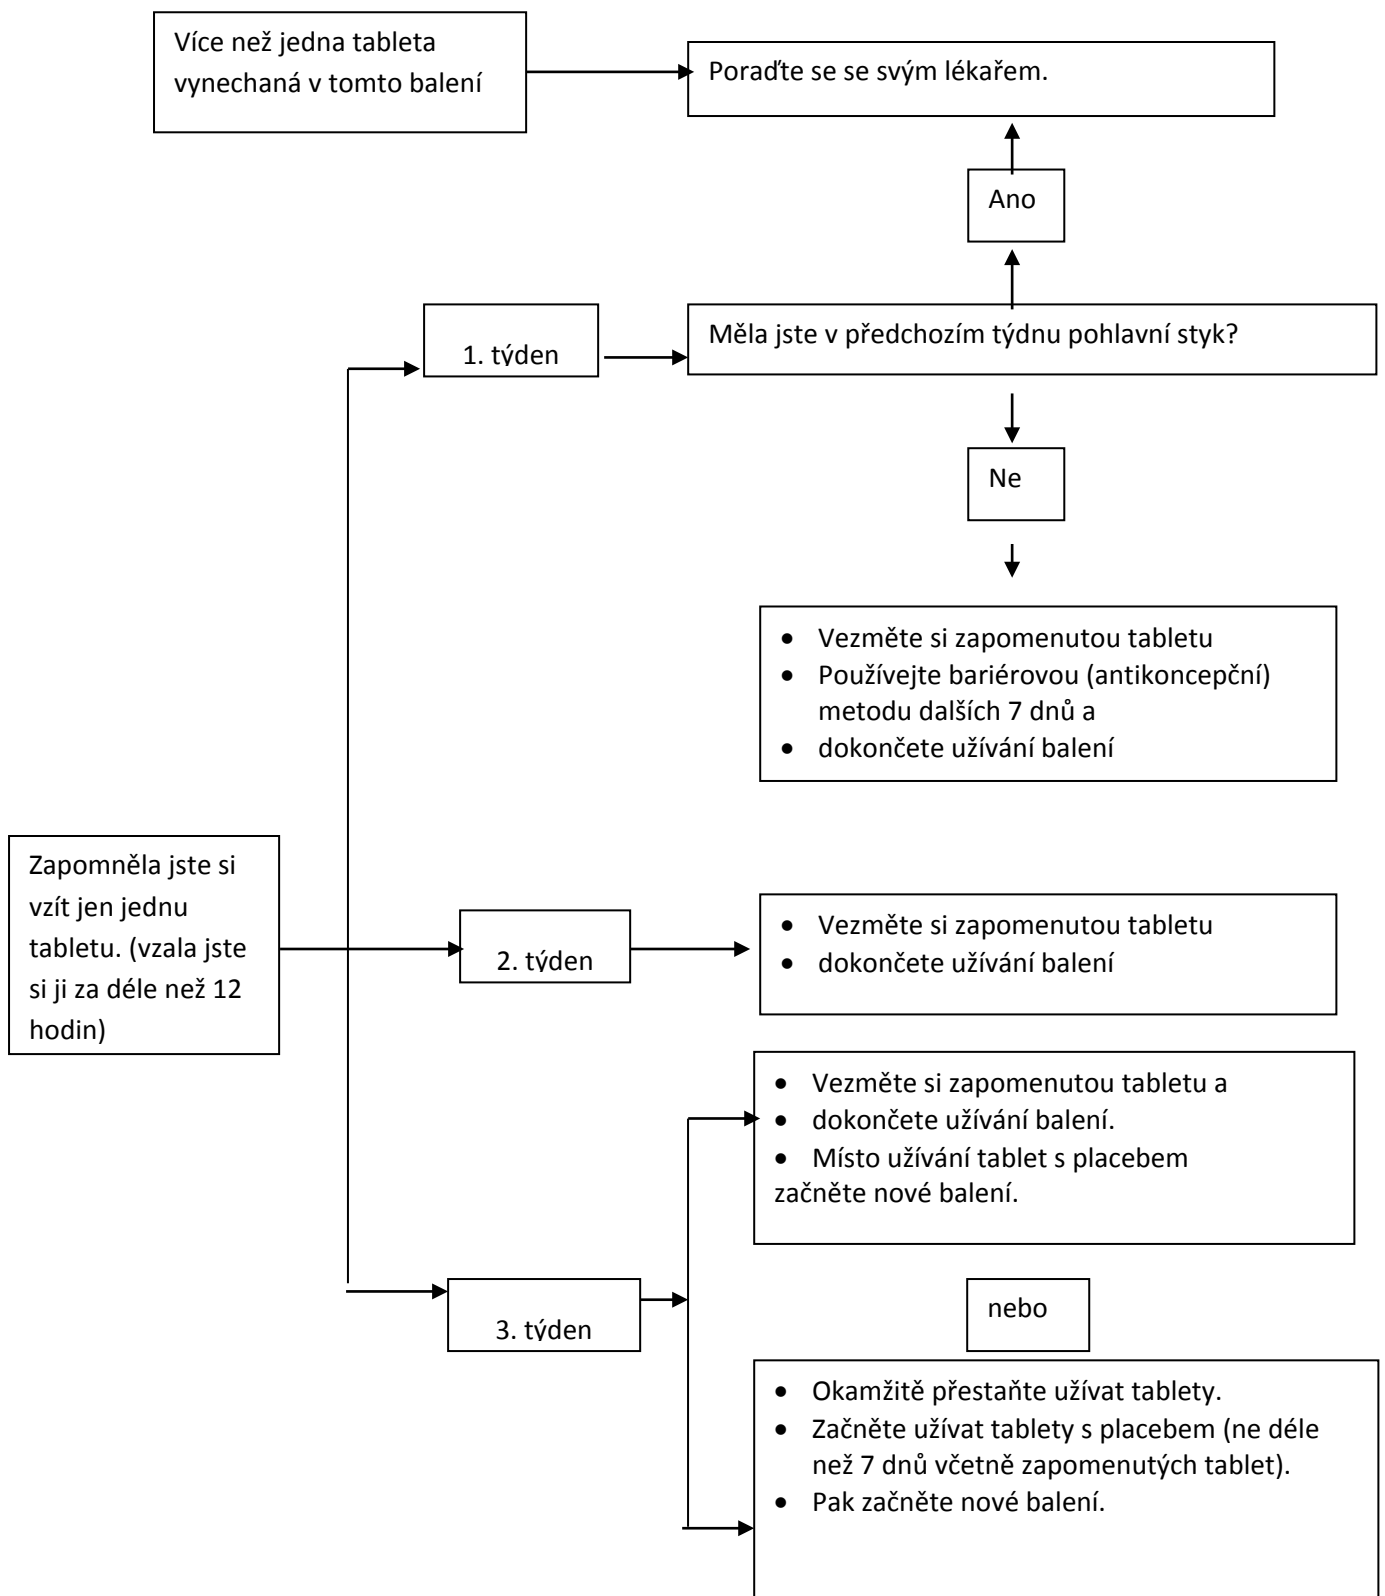 Více než jedna tableta
vynechaná v tomto balení
Poraďte se se svým lékařem.
Ano
1. týden
Měla jste v předchozím týdnu pohlavní styk?
Ne
• Vezměte si zapomenutou tabletu
• Používejte bariérovou (antikoncepční)
metodu dalších 7 dnů a
• dokončete užívání balení
Zapomněla jste si
vzít jen jednu
tabletu. (vzala jste
si ji za déle než 12
hodin)
2. týden
• Vezměte si zapomenutou tabletu
• dokončete užívání balení
• Vezměte si zapomenutou tabletu a
• dokončete užívání balení.
• Místo užívání tablet s placebem
začněte nové balení.
3. týden
nebo
• Okamžitě přestaňte užívat tablety.
• Začněte užívat tablety s placebem (ne déle
než 7 dnů včetně zapomenutých tablet).
• Pak začněte nové balení.